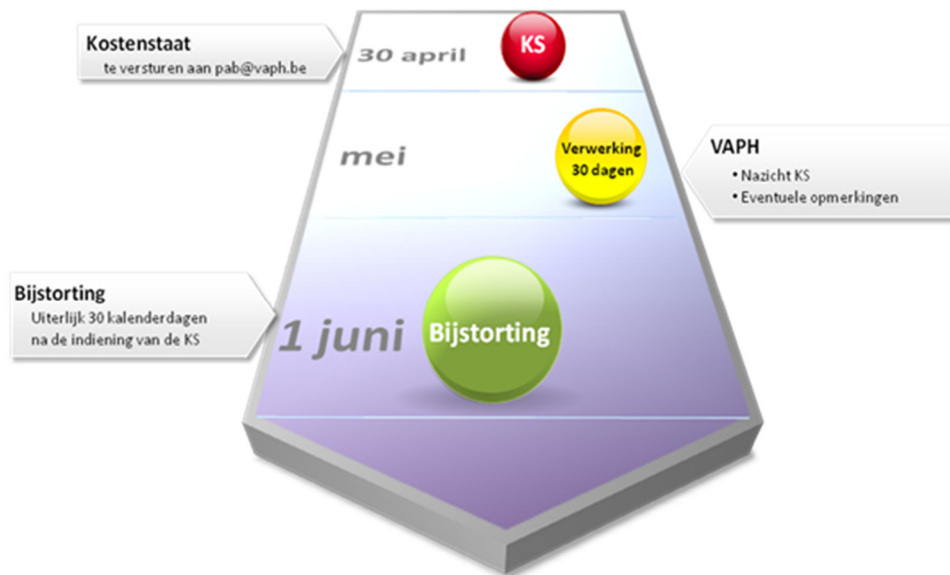 Kostenstaat
te versturen aan pab@vaph.be
30 april
KS
mei
Verwerking
30 dagen
VAPH
• Nazicht KS
• Eventuele opmerkingen
Bijstorting
Uiterlijk 30 kalenderdagen
na de indiening van de KS
1 juni
Bijstorting